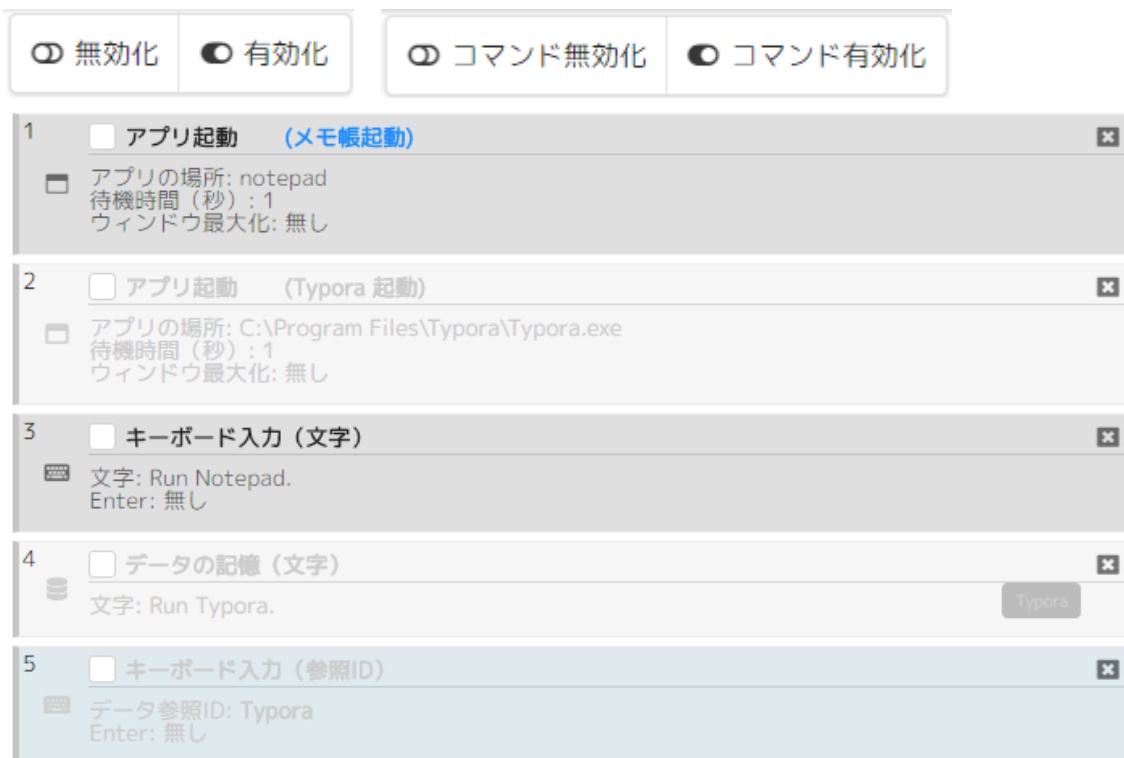 無効化 有効化 コマンド無効化 コマンド有効化
1 アプリ起動 (メモ帳起動)
アプリの場所: notepad
待機時間（秒）: 1
ウィンドウ最大化: 無し
2 アプリ起動 (Typora 起動)
アプリの場所: C:\Program Files\Typora\Typora.exe
待機時間（秒）: 1
ウィンドウ最大化: 無し
3 キーボード入力（文字）
文字: Run Notepad.
Enter: 無し
4 データの記憶（文字）
文字: Run Typora. Typora
5 キーボード入力（参照ID）
データ参照ID: Typora
Enter: 無し